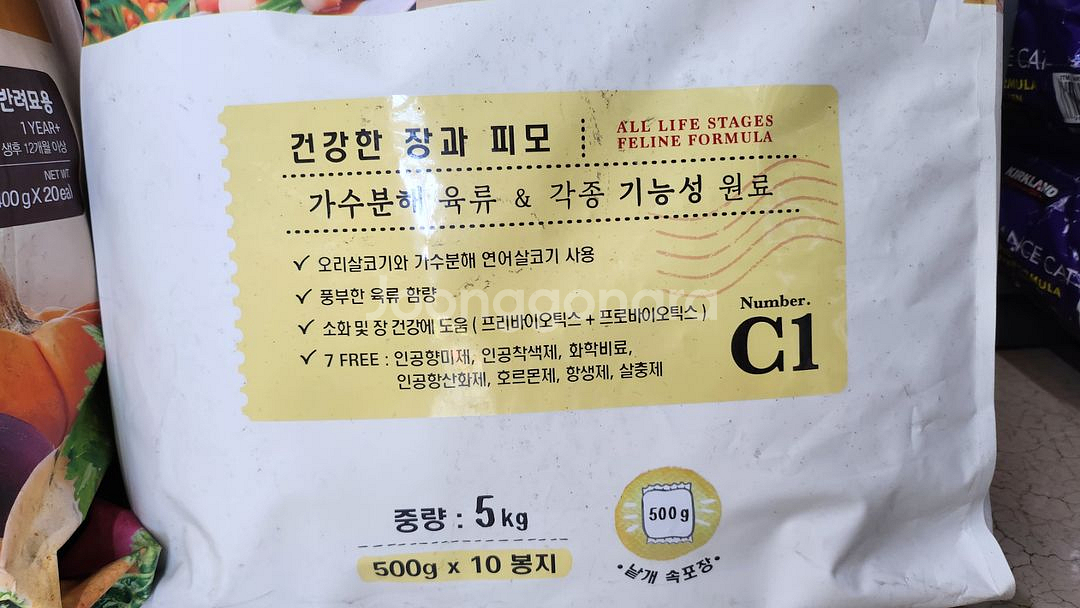 건강한 장과 피모
ALL LIFE STAGES
FELINE FORMULA
가수분해 육류 & 각종 기능성 원료
✓ 오리살코기와 가수분해 연어살코기 사용
✓ 풍부한 육류 함량
✓ 소화 및 장 건강에 도움 ( 프리바이오틱스 + 프로바이오틱스 )
✓ 7 FREE : 인공향미제, 인공착색제, 화학비료,
인공항산화제, 호르몬제, 항생제, 살충제
Number.
C1
중량 : 5kg
500g x 10 봉지
500g
·낱개 속포장·
반려묘용
1 YEAR+
생후 12개월 이상
NET WT.
00 g X 20ea)
Joonggonara
KIRKLAND
NICE CA